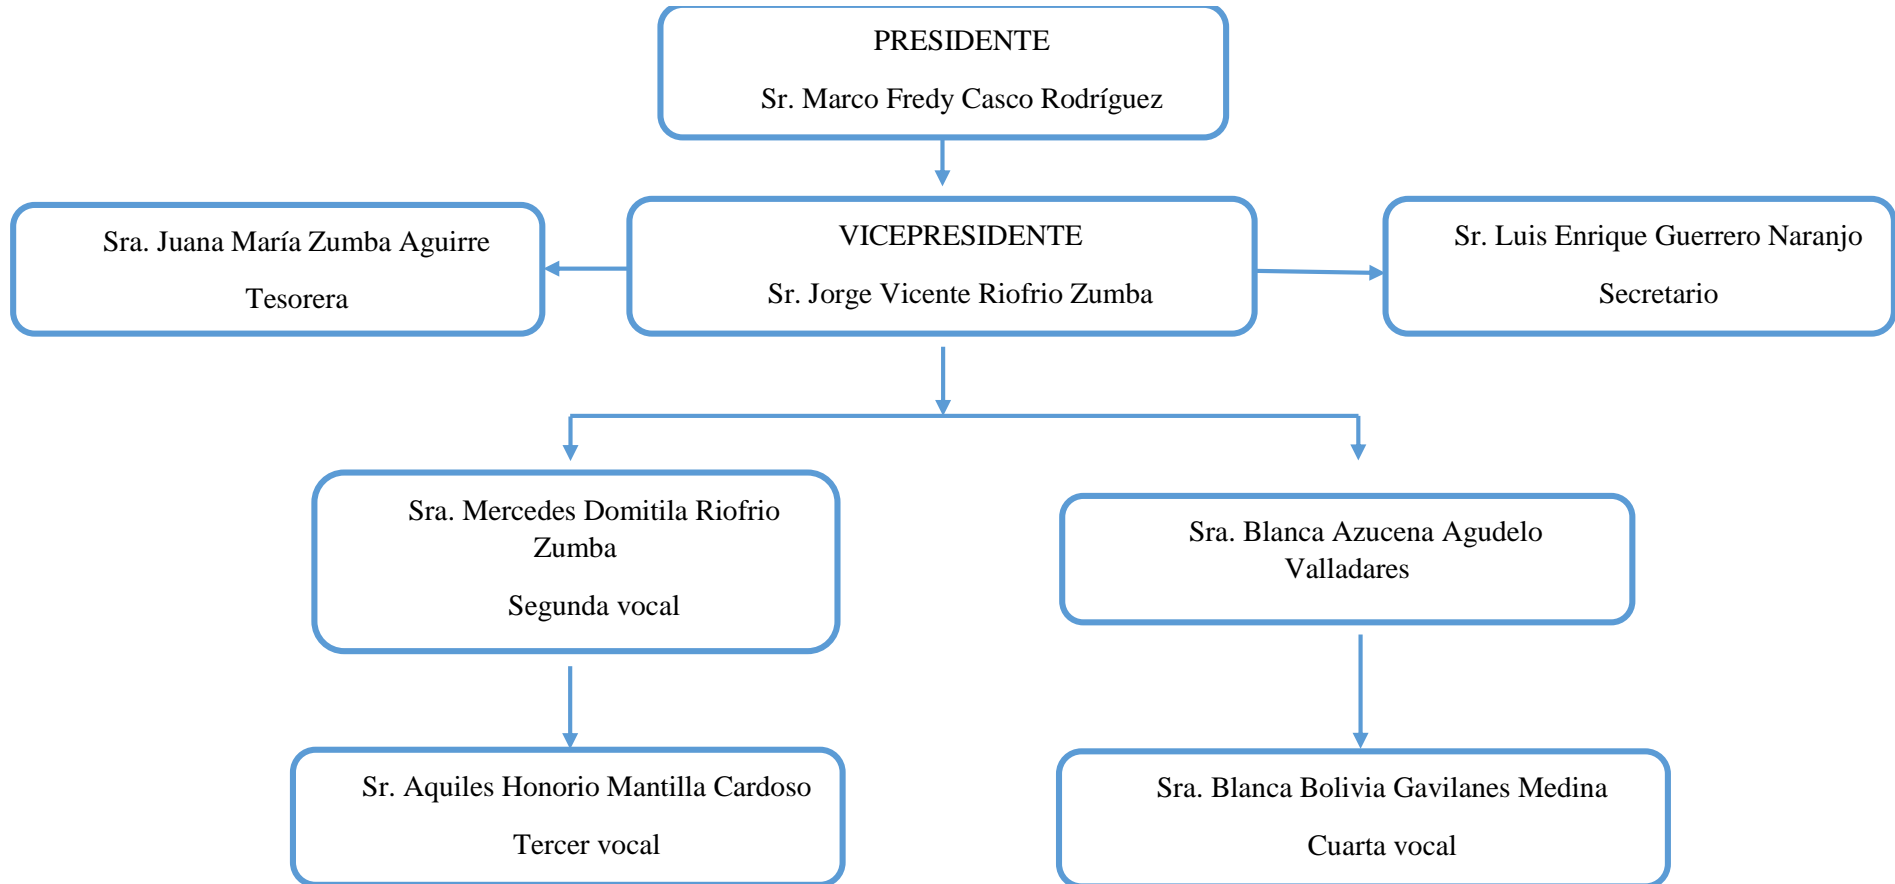 PRESIDENTE
Sr. Marco Fredy Casco Rodríguez
Sra. Juana María Zumba Aguirre
Tesorera
VICEPRESIDENTE
Sr. Jorge Vicente Riofrio Zumba
Sr. Luis Enrique Guerrero Naranjo
Secretario
Sra. Mercedes Domitila Riofrio
Zumba
Segunda vocal
Sra. Blanca Azucena Agudelo
Valladares
Sr. Aquiles Honorio Mantilla Cardoso
Tercer vocal
Sra. Blanca Bolivia Gavilanes Medina
Cuarta vocal